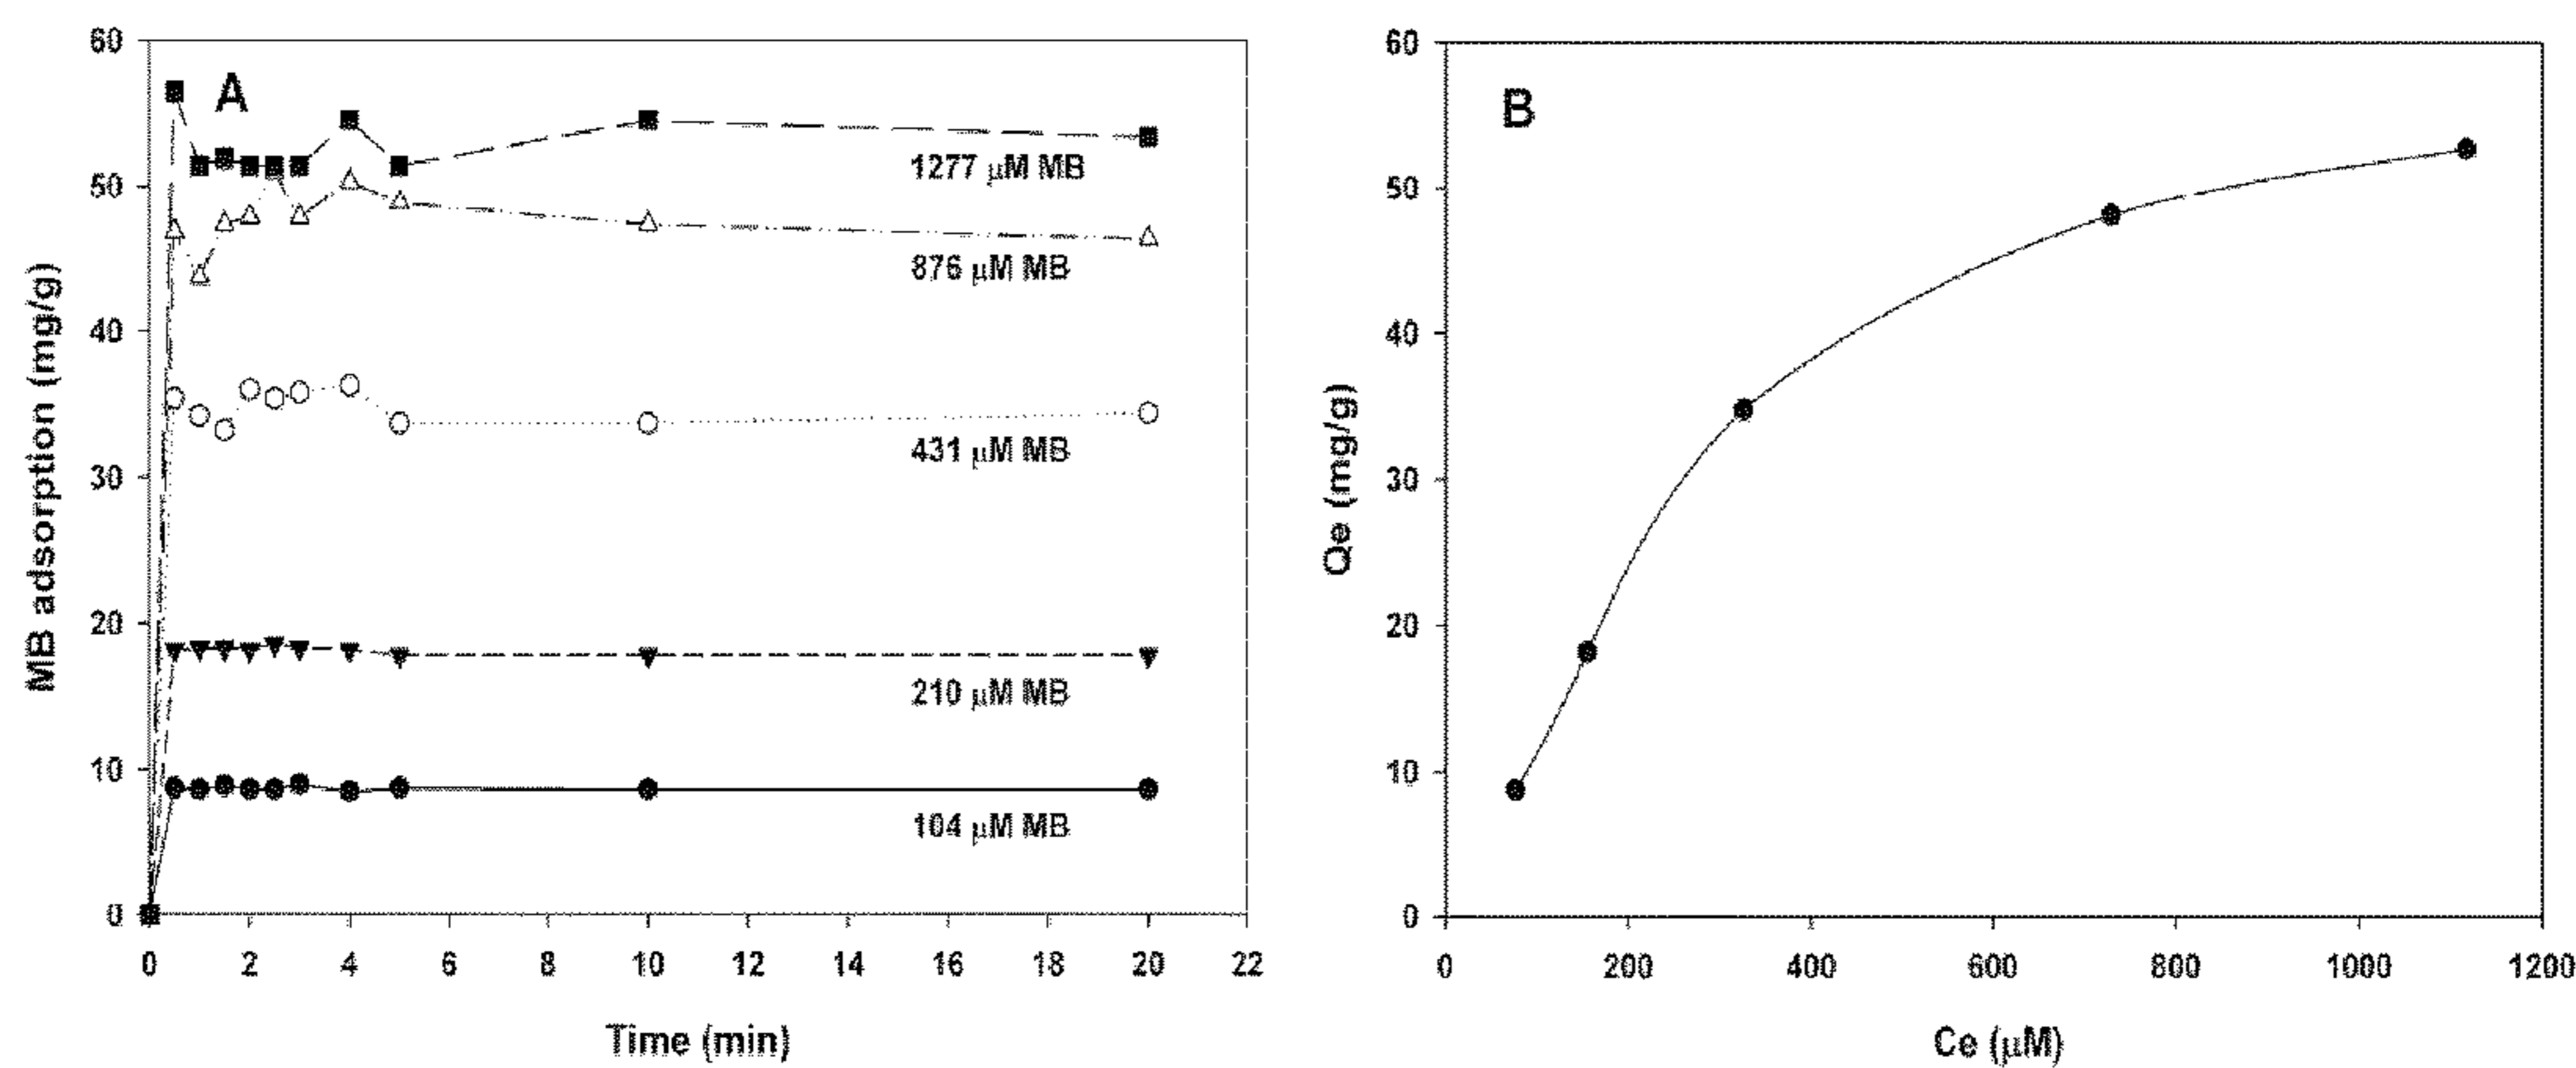 A
MB adsorption (mg/g)
60
50
40
30
20
10
0
1277 μM MB
876 μM MB
431 μM MB
210 μM MB
104 μM MB
0 2 4 6 8 10 12 14 16 18 20 22
Time (min)
B
Qe (mg/g)
60
50
40
30
20
10
0
0 200 400 600 800 1000 1200
Ce (μM)